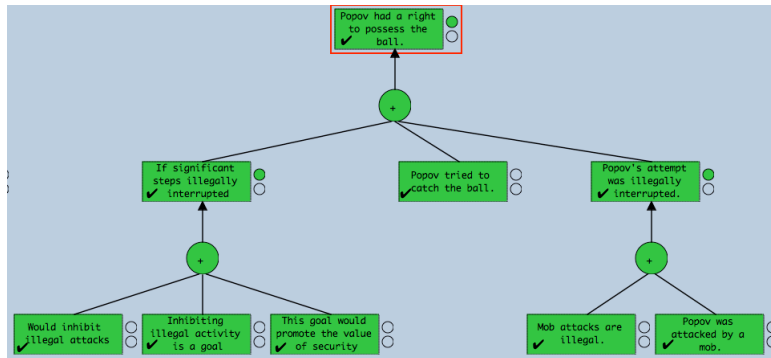 Popov had a right
to possess the
ball.
+
If significant
steps illegally
interrupted
Popov tried to
catch the ball.
Popov's attempt
was illegally
interrupted.
+
+
Would inhibit
illegal attacks
Inhibiting
illegal activity
is a goal
This goal would
promote the value
of security
Mob attacks are
illegal.
Popov was
attacked by a
mob.